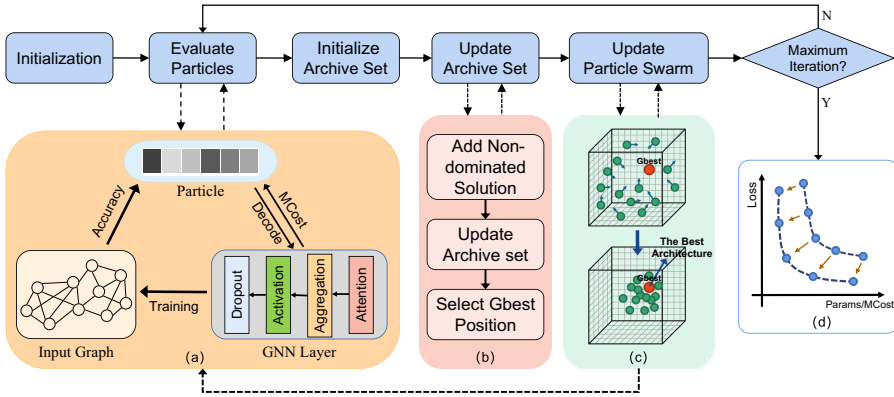 N
Initialization
Evaluate
Particles
Initialize
Archive Set
Update
Archive Set
Update
Particle Swarm
Maximum
Iteration?
Y
Particle
Accuracy
Decode
MCost
Training
Input Graph
Dropout
Activation
Aggregation
Attention
GNN Layer
(a)
Add Non-
dominated
Solution
Update
Archive set
Select Gbest
Position
(b)
Gbest
The Best
Architecture
Gbest
(c)
Loss
Params/MCost
(d)